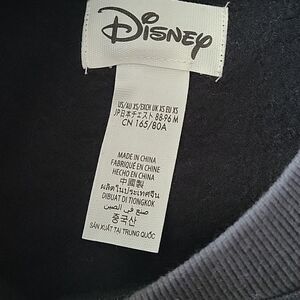 Disney
US/AU XS/EXCH UK XS EU XS
JP日本チェスト 88-96 M
CN 165/80A
MADE IN CHINA
FABRIQUÉ EN CHINE
HECHO EN CHINA
中國製
ผลิตในประเทศจีน
DIBUAT DI TIONGKOK
صنع في الصين
중국산
SẢN XUẤT TẠI TRUNG QUỐC